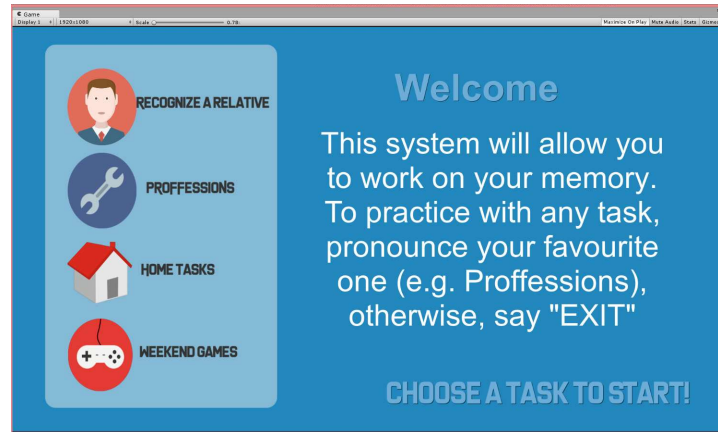 Game
Display 1 1920x1080 Scale 0.78: Maximize On Play Mute Audio Stats Gizmos
RECOGNIZE A RELATIVE
PROFFESSIONS
HOME TASKS
WEEKEND GAMES
Welcome
This system will allow you
to work on your memory.
To practice with any task,
pronounce your favourite
one (e.g. Proffessions),
otherwise, say "EXIT"
CHOOSE A TASK TO START!